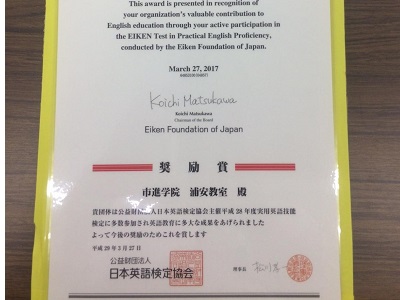 This award is presented in recognition of
your organization's valuable contribution to
English education through your active participation in
the EIKEN Test in Practical English Proficiency,
conducted by the Eiken Foundation of Japan.
March 27, 2017
Koichi Matsukawa
Koichi Matsukawa
Chairman of the Board
Eiken Foundation of Japan
奨励賞
市進学院 浦安教室 殿
貴団体は公益財団法人日本英語検定協会主催平成28年度実用英語技能
検定に多数参加され英語教育に多大な成果をあげられました
よって今後の奨励のためこれを賞します
平成29年3月27日
公益財団法人
日本英語検定協会
理事長